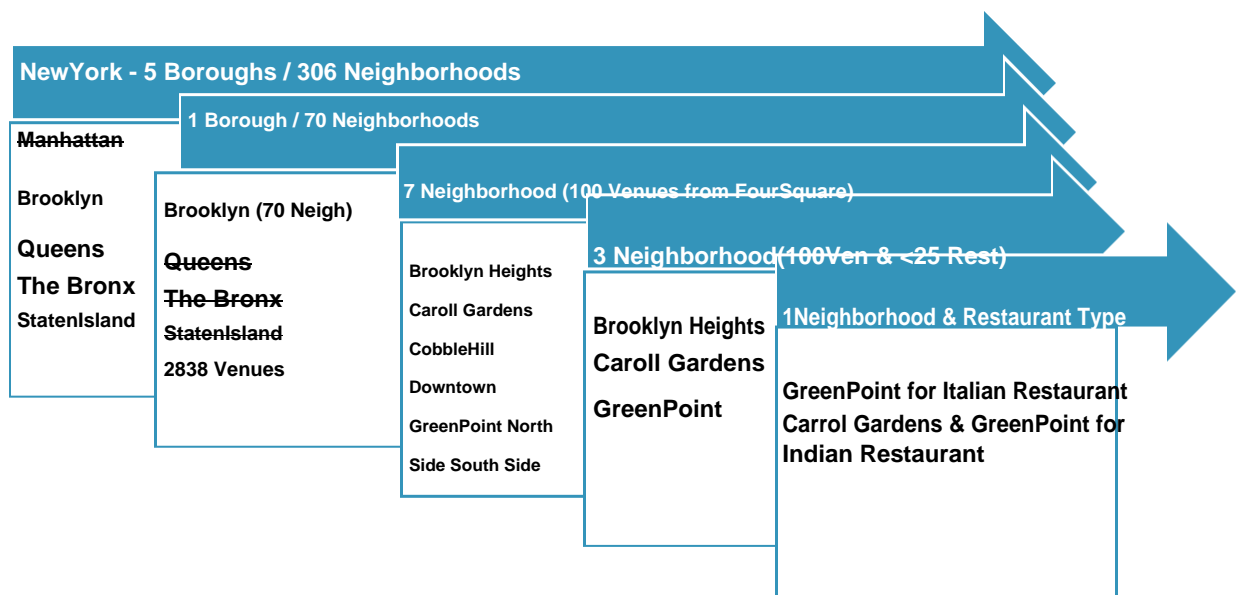 NewYork - 5 Boroughs / 306 Neighborhoods
Manhattan
Brooklyn
Queens
The Bronx
StatenIsland
1 Borough / 70 Neighborhoods
Brooklyn (70 Neigh)
Queens
The Bronx
StatenIsland
2838 Venues
7 Neighborhood (100 Venues from FourSquare)
Brooklyn Heights
Caroll Gardens
CobbleHill
Downtown
GreenPoint North
Side South Side
3 Neighborhood(100Ven & <25 Rest)
Brooklyn Heights
Caroll Gardens
GreenPoint
1Neighborhood & Restaurant Type
GreenPoint for Italian Restaurant
Carrol Gardens & GreenPoint for
Indian Restaurant